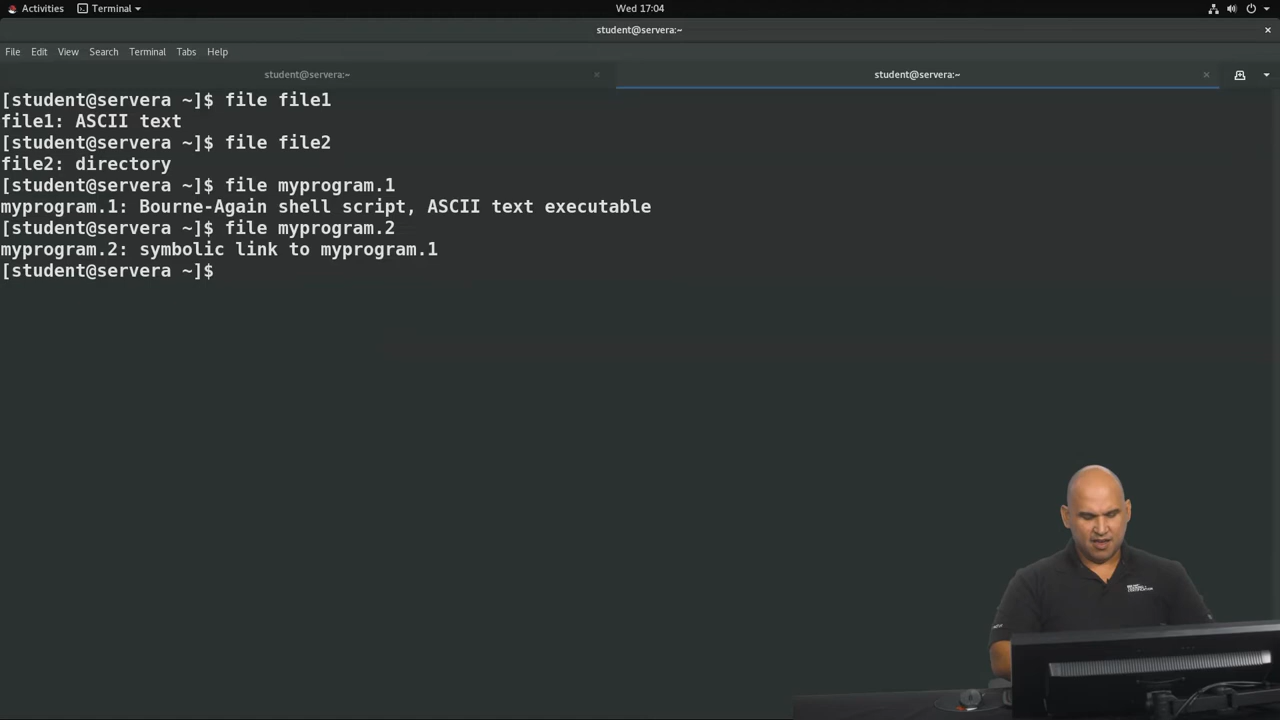 Activities Terminal Wed 17:04
student@servera:~
File Edit View Search Terminal Tabs Help
student@servera:~ student@servera:~
[student@servera ~]$ file file1
file1: ASCII text
[student@servera ~]$ file file2
file2: directory
[student@servera ~]$ file myprogram.1
myprogram.1: Bourne-Again shell script, ASCII text executable
[student@servera ~]$ file myprogram.2
myprogram.2: symbolic link to myprogram.1
[student@servera ~]$